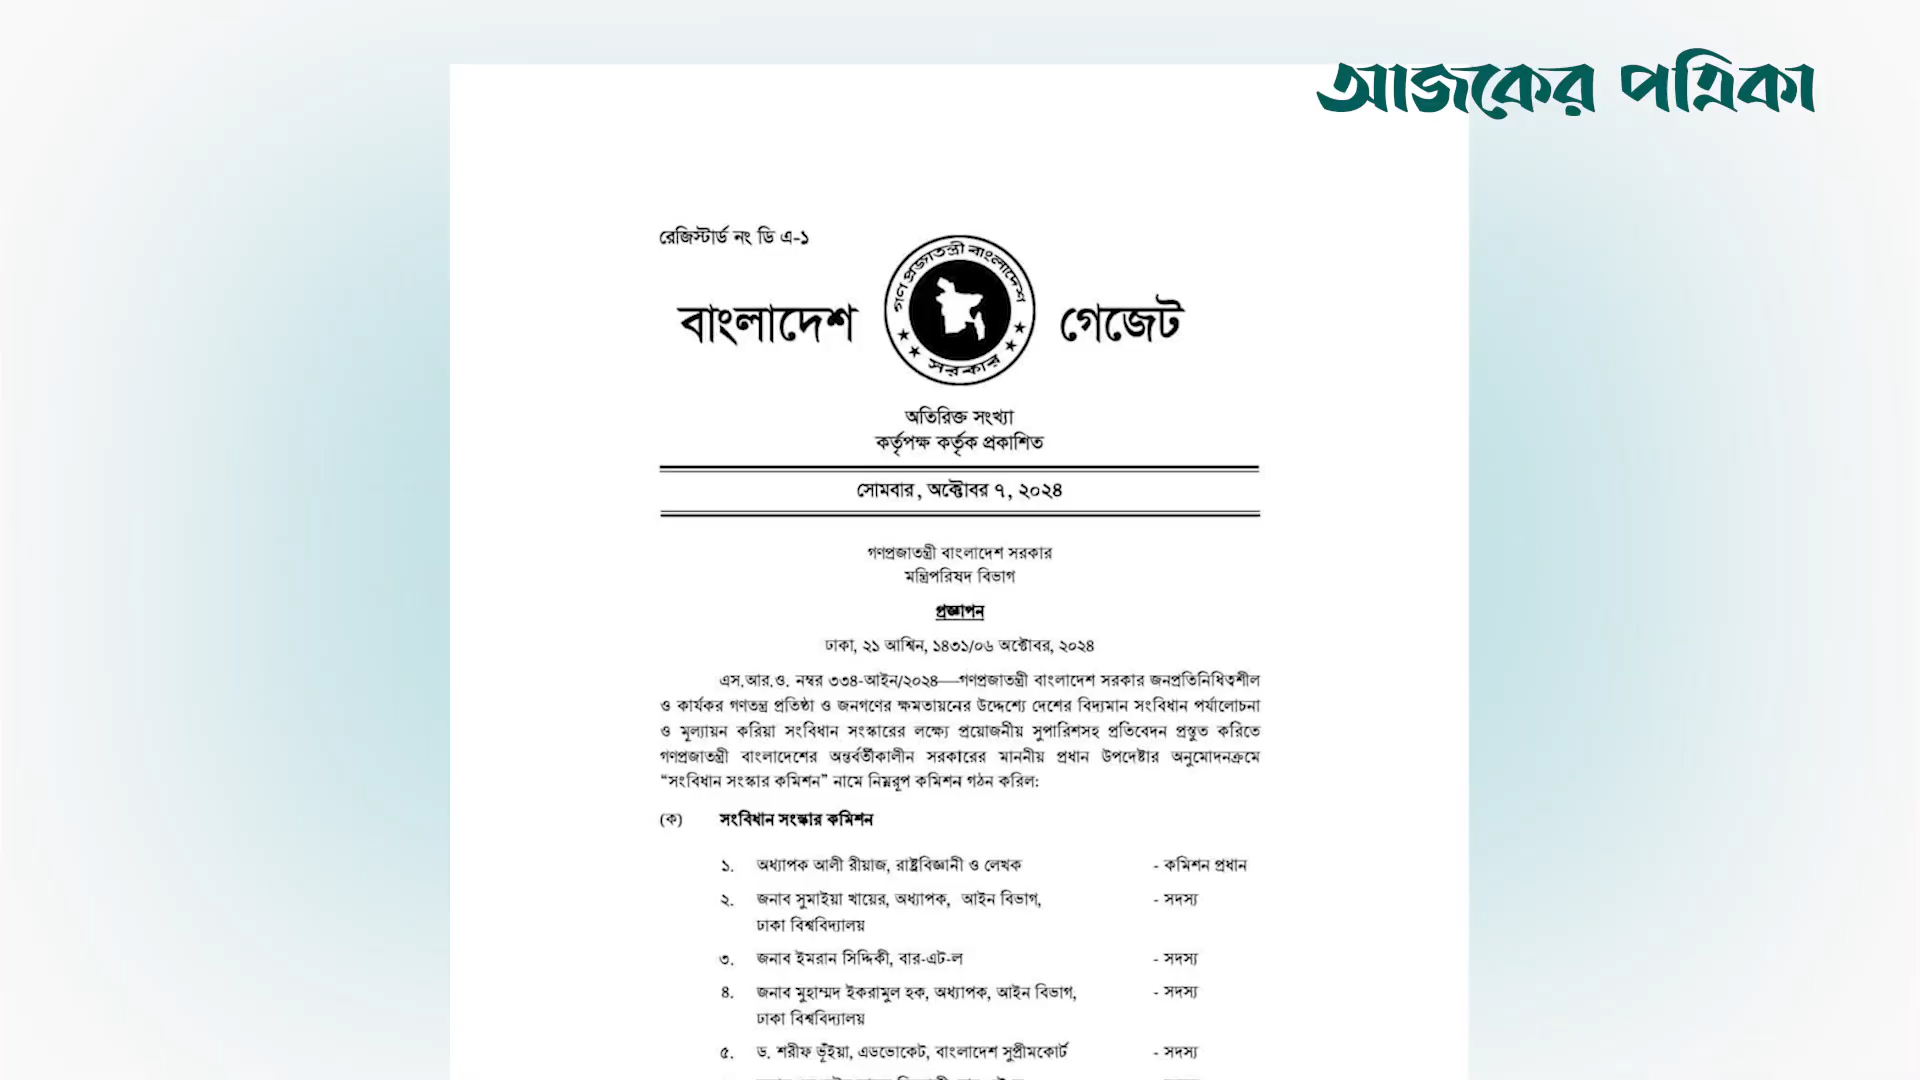 আজকের পত্রিকা
রেজিস্টার্ড নং ডি এ-১
বাংলাদেশ
গণপ্রজাতন্ত্রী বাংলাদেশ
সরকার
গেজেট
অতিরিক্ত সংখ্যা
কর্তৃপক্ষ কর্তৃক প্রকাশিত
সোমবার, অক্টোবর ৭, ২০২৪
গণপ্রজাতন্ত্রী বাংলাদেশ সরকার
মন্ত্রিপরিষদ বিভাগ
প্রজ্ঞাপন
ঢাকা, ২১ আশ্বিন, ১৪৩১/০৬ অক্টোবর, ২০২৪
এস.আর.ও. নম্বর ৩৩৪-আইন/২০২৪—গণপ্রজাতন্ত্রী বাংলাদেশ সরকার জনপ্রতিনিধিত্বশীল
ও কার্যকর গণতন্ত্র প্রতিষ্ঠা ও জনগণের ক্ষমতায়নের উদ্দেশ্যে দেশের বিদ্যমান সংবিধান পর্যালোচনা
ও মূল্যায়ন করিয়া সংবিধান সংস্কারের লক্ষ্যে প্রয়োজনীয় সুপারিশসহ প্রতিবেদন প্রস্তুত করিতে
গণপ্রজাতন্ত্রী বাংলাদেশের অন্তর্বর্তীকালীন সরকারের মাননীয় প্রধান উপদেষ্টার অনুমোদনক্রমে
“সংবিধান সংস্কার কমিশন” নামে নিম্নরূপ কমিশন গঠন করিল:
(ক) সংবিধান সংস্কার কমিশন
১. অধ্যাপক আলী রীয়াজ, রাষ্ট্রবিজ্ঞানী ও লেখক - কমিশন প্রধান
২. জনাব সুমাইয়া খায়ের, অধ্যাপক, আইন বিভাগ, - সদস্য
ঢাকা বিশ্ববিদ্যালয়
৩. জনাব ইমরান সিদ্দিকী, বার-এট-ল - সদস্য
৪. জনাব মুহাম্মদ ইকরামুল হক, অধ্যাপক, আইন বিভাগ, - সদস্য
ঢাকা বিশ্ববিদ্যালয়
৫. ড. শরীফ ভূঁইয়া, এডভোকেট, বাংলাদেশ সুপ্রীমকোর্ট - সদস্য